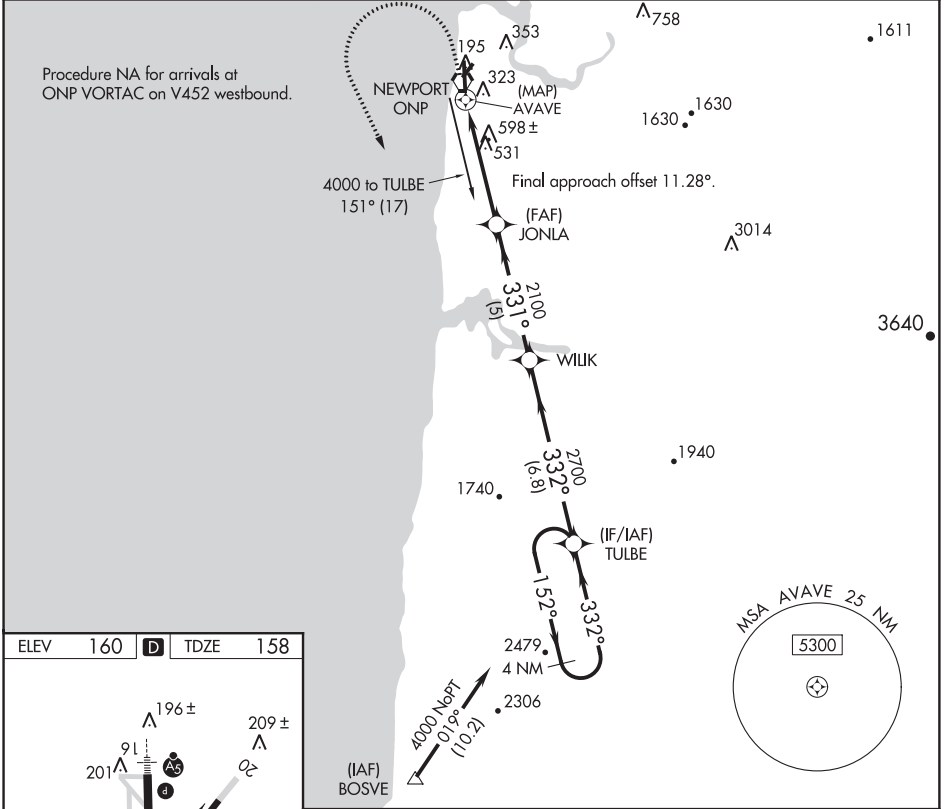 758
1611
353
195
Procedure NA for arrivals at
ONP VORTAC on V452 westbound.
323
NEWPORT
ONP
(MAP)
AVAVE
1630
1630
598 ±
531
4000 to TULBE
151° (17)
Final approach offset 11.28°.
(FAF)
JONLA
3014
2100
331°
(5)
3640
WILIK
1940
2700
332°
(6.8)
1740
(IF/IAF)
TULBE
152°
332°
MSA AVAVE 25 NM
5300
2479
4 NM
2306
4000 NoPT
019°
(10.2)
(IAF)
BOSVE
ELEV 160 D TDZE 158
196 ±
209 ±
16
201
A5
P
20